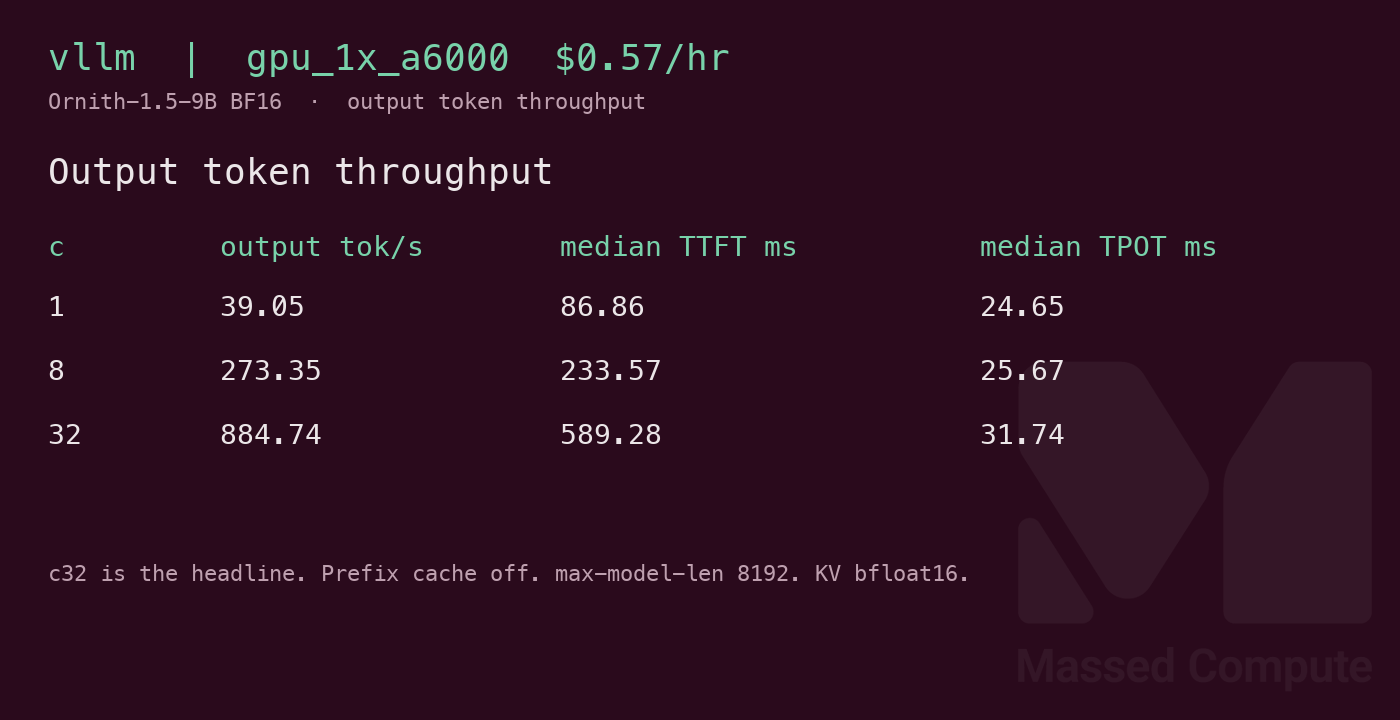 vllm | gpu_1x_a6000 $0.57/hr
Ornith-1.5-9B BF16 · output token throughput
Output token throughput
c output tok/s median TTFT ms median TPOT ms
1 39.05 86.86 24.65
8 273.35 233.57 25.67
32 884.74 589.28 31.74
c32 is the headline. Prefix cache off. max-model-len 8192. KV bfloat16.
Massed Compute